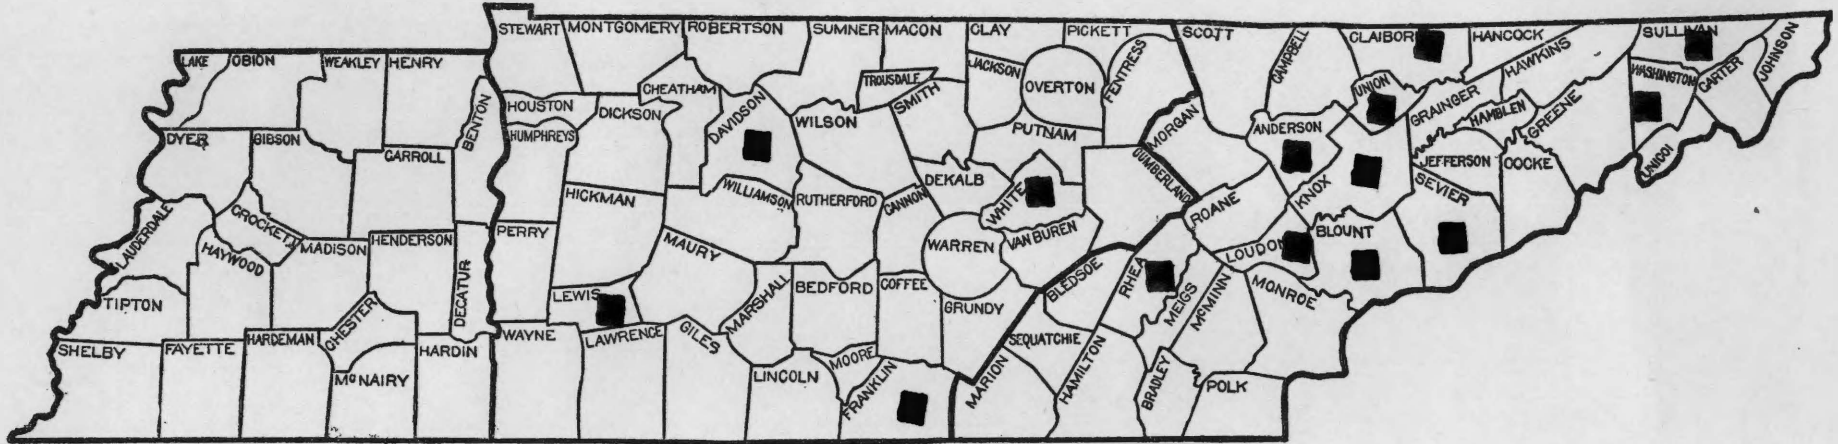 STEWART
MONTGOMERY
ROBERTSON
SUMNER
MACON
CLAY
PICKETT
SCOTT
CAMPBELL
HANCOCK
HAWKINS
SULLIVAN
JOHNSON
LAKE
OBION
WEAKLEY
HENRY
BENTON
HOUSTON
HUMPHREYS
DICKSON
CHEATHAM
DAVIDSON
TROUSDALE
WILSON
SMITH
JACKSON
OVERTON
FENTRESS
PUTNAM
MORGAN
CUMBERLAND
ANDERSON
UNION
GRAINGER
HAMBLEN
GREENE
WASHINGTON
CARTER
UNICOI
DYER
GIBSON
CARROLL
HICKMAN
WILLIAMSON
RUTHERFORD
CANNON
DEKALB
WHITE
ROANE
KNOX
JEFFERSON
COCKE
SEVIER
LAUDERDALE
CROCKETT
HAYWOOD
MADISON
HENDERSON
DECATUR
PERRY
MAURY
WARREN
VAN BUREN
BLEDSOE
RHEA
MEIGS
LOUDON
BLOUNT
MONROE
MCMINN
TIPTON
CHESTER
LEWIS
MARSHALL
BEDFORD
COFFEE
GRUNDY
SEQUATCHIE
SHELBY
FAYETTE
HARDEMAN
McNAIRY
HARDIN
WAYNE
LAWRENCE
GILES
LINCOLN
MOORE
FRANKLIN
MARION
HAMILTON
BRADLEY
POLK